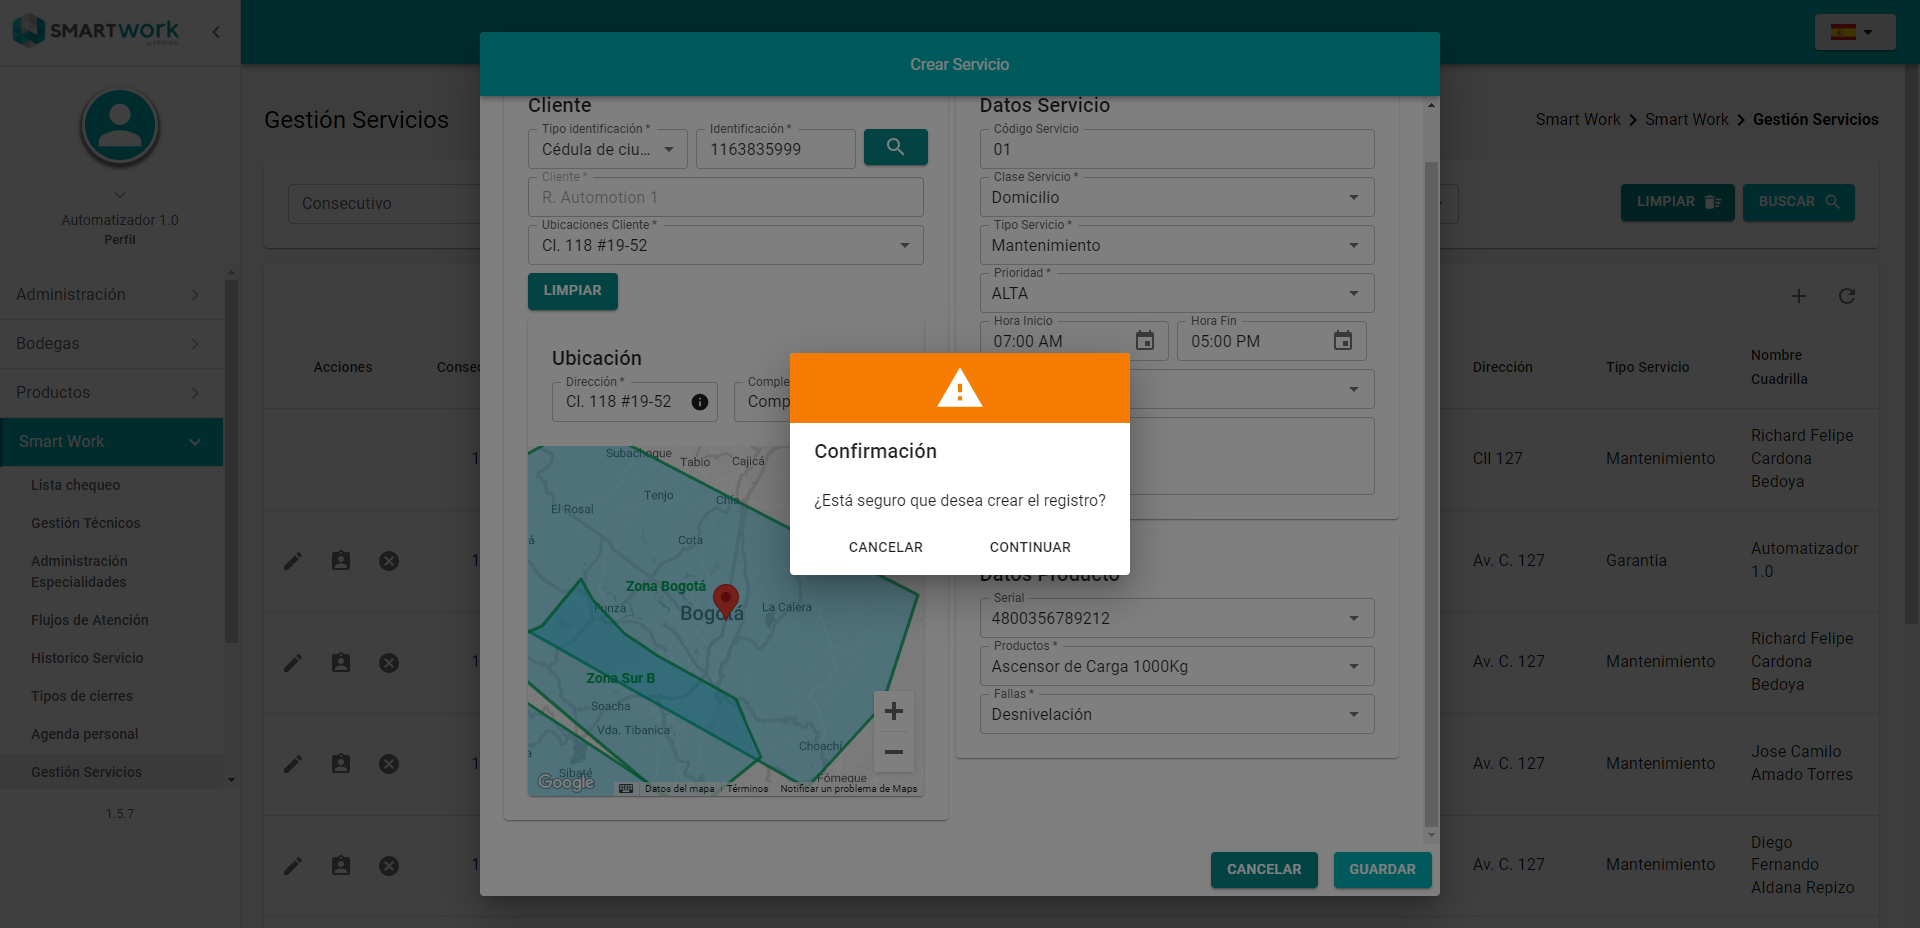 SMARTWORK
Crear Servicio
Gestión Servicios
Smart Work > Smart Work > Gestión Servicios
Automatizador 1.0
Perfil
Administración
Bodegas
Productos
Smart Work
Lista chequeo
Gestión Técnicos
Administración
Especialidades
Flujos de Atención
Historico Servicio
Tipos de cierres
Agenda personal
Gestión Servicios
1.5.7
Consecutivo
LIMPIAR
BUSCAR
Acciones
Dirección
Tipo Servicio
Nombre
Cuadrilla
Cll 127
Mantenimiento
Richard Felipe
Cardona
Bedoya
Av. C. 127
Garantia
Automatizador
1.0
Av. C. 127
Mantenimiento
Richard Felipe
Cardona
Bedoya
Av. C. 127
Mantenimiento
Jose Camilo
Amado Torres
Av. C. 127
Mantenimiento
Diego
Fernando
Aldana Repizo
Cliente
Tipo identificación *
Cédula de ciu...
Identificación *
1163835999
Cliente *
R. Automotion 1
Ubicaciones Cliente *
Cl. 118 #19-52
LIMPIAR
Ubicación
Dirección *
Cl. 118 #19-52
Comple
Comp
Subachoque
Tabio
Cajicá
Tenjo
Chía
El Rosal
Cota
Zona Bogotá
Funza
Bogotá
La Calera
Zona Sur B
Soacha
Vda. Tibanica
Choachí
Sibaté
Fómeque
Google
Datos del mapa
Términos
Notificar un problema de Maps
Datos Servicio
Código Servicio
01
Clase Servicio *
Domicilio
Tipo Servicio *
Mantenimiento
Prioridad *
ALTA
Hora Inicio
07:00 AM
Hora Fin
05:00 PM
Confirmación
¿Está seguro que desea crear el registro?
CANCELAR
CONTINUAR
Datos Producto
Serial
4800356789212
Productos *
Ascensor de Carga 1000Kg
Fallas *
Desnivelación
CANCELAR
GUARDAR